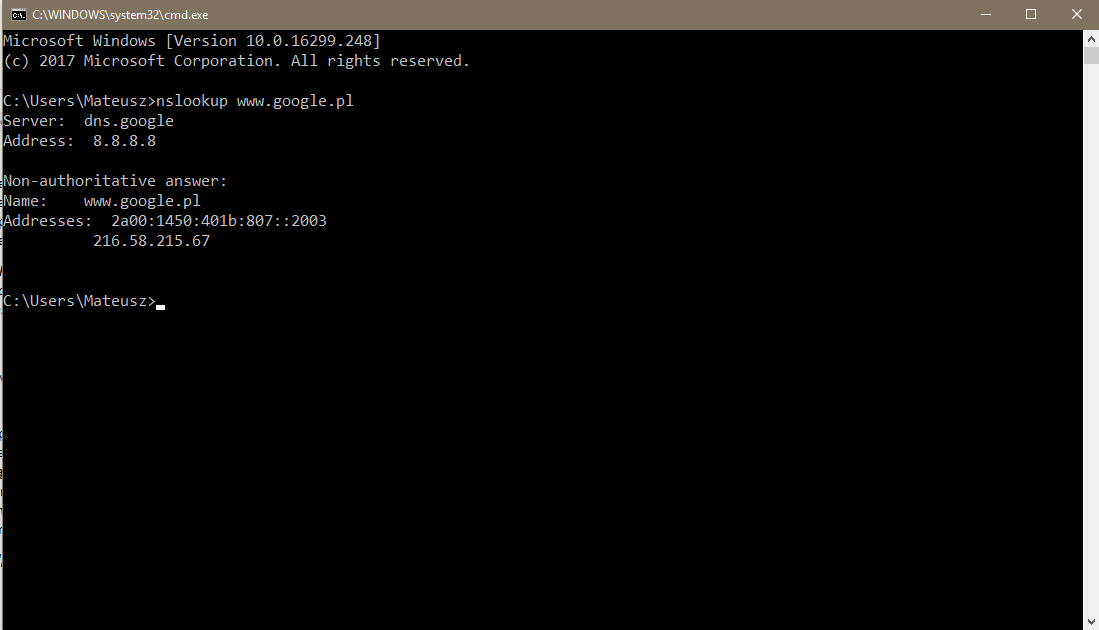 C:\WINDOWS\system32\cmd.exe
Microsoft Windows [Version 10.0.16299.248]
(c) 2017 Microsoft Corporation. All rights reserved.
C:\Users\Mateusz>nslookup www.google.pl
Server:  dns.google
Address:  8.8.8.8
Non-authoritative answer:
Name:    www.google.pl
Addresses:  2a00:1450:401b:807::2003
          216.58.215.67
C:\Users\Mateusz>